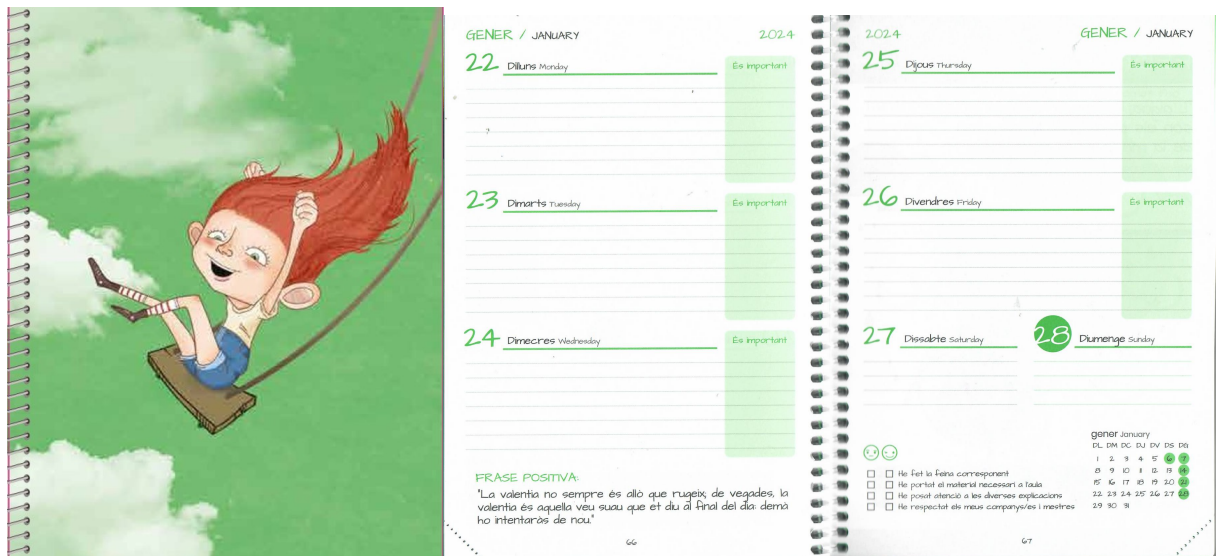 GENER / JANUARY 2024
22 Dilluns Monday És important
23 Dimarts Tuesday És important
24 Dimecres Wednesday És important
FRASE POSITIVA:
"La valentia no sempre és allò que rugeix; de vegades, la
valentia és aquella veu suau que et diu al final del dia: demà
ho intentaràs de nou."
66
2024 GENER / JANUARY
25 Dijous Thursday És important
26 Divendres Friday És important
27 Dissabte Saturday 28 Diumenge Sunday
He fet la feina corresponent
He portat el material necessari a l'aula
He posat atenció a les diverses explicacions
He respectat els meus companys/es i mestres
gener January
DL DM DC DJ DV DS DG
1 2 3 4 5 6 7
8 9 10 11 12 13 14
15 16 17 18 19 20 21
22 23 24 25 26 27 28
29 30 31
67